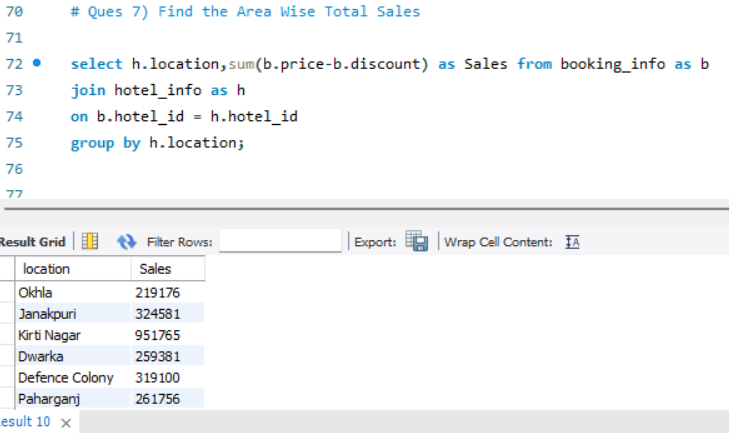 70 # Ques 7) Find the Area Wise Total Sales
71
72 select h.location,sum(b.price-b.discount) as Sales from booking_info as b
73 join hotel_info as h
74 on b.hotel_id = h.hotel_id
75 group by h.location;
76
77
Result Grid Filter Rows: Export: Wrap Cell Content: IA
location Sales
Okhla 219176
Janakpuri 324581
Kirti Nagar 951765
Dwarka 259381
Defence Colony 319100
Paharganj 261756
esult 10 ×